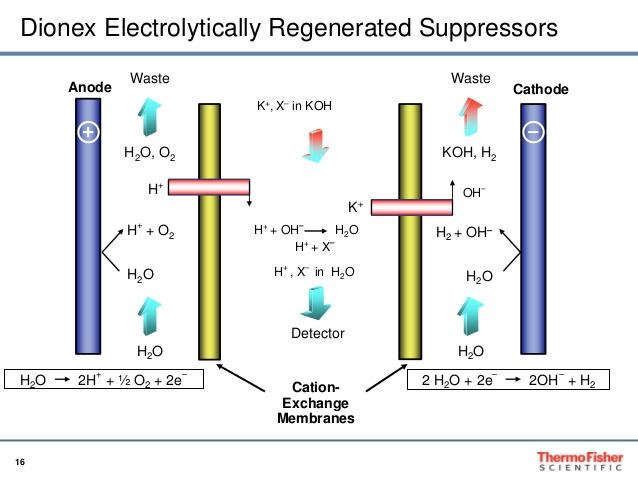 Dionex Electrolytically Regenerated Suppressors
Anode
Waste
Waste
Cathode
K⁺, X⁻ in KOH
+
−
H₂O, O₂
KOH, H₂
H⁺
K⁺
OH⁻
H⁺ + O₂
H⁺ + OH⁻ → H₂O
H⁺ + X⁻
H₂ + OH⁻
H₂O
H⁺, X⁻ in H₂O
H₂O
Detector
H₂O
H₂O
H₂O → 2H⁺ + ½ O₂ + 2e⁻
2 H₂O + 2e⁻ → 2OH⁻ + H₂
Cation-
Exchange
Membranes
16
ThermoFisher
SCIENTIFIC